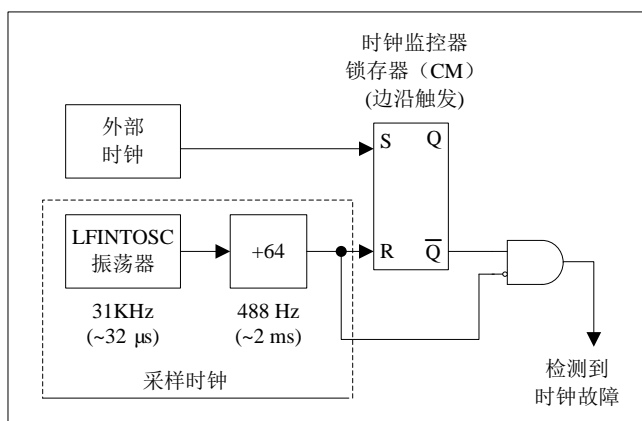 时钟监控器
锁存器（CM）
(边沿触发)
外部
时钟
S Q
LFINTOSC
振荡器
+64
R Q
31KHz
(~32 μs)
488 Hz
(~2 ms)
采样时钟
检测到
时钟故障